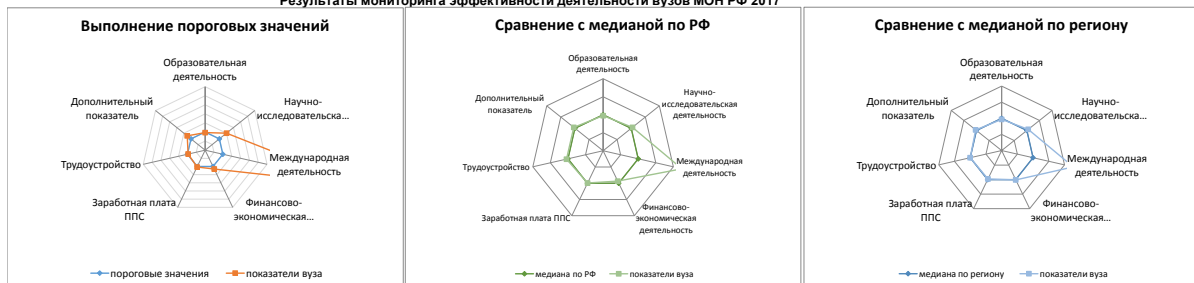 Результаты мониторинга эффективности деятельности вузов МОН РФ 2017
Выполнение пороговых значений
Образовательная
деятельность
Научно-
исследовательска...
Международная
деятельность
Финансово-
экономическая...
Заработная плата
ППС
Трудоустройство
Дополнительный
показатель
пороговые значения
показатели вуза
Сравнение с медианой по РФ
Образовательная
деятельность
Научно-
исследовательская
деятельность
Международная
деятельность
Финансово-
экономическая
деятельность
Заработная плата ППС
Трудоустройство
Дополнительный
показатель
медиана по РФ
показатели вуза
Сравнение с медианой по региону
Образовательная
деятельность
Научно-
исследовательска...
Международная
деятельность
Финансово-
экономическая...
Заработная плата
ППС
Трудоустройство
Дополнительный
показатель
медиана по региону
показатели вуза